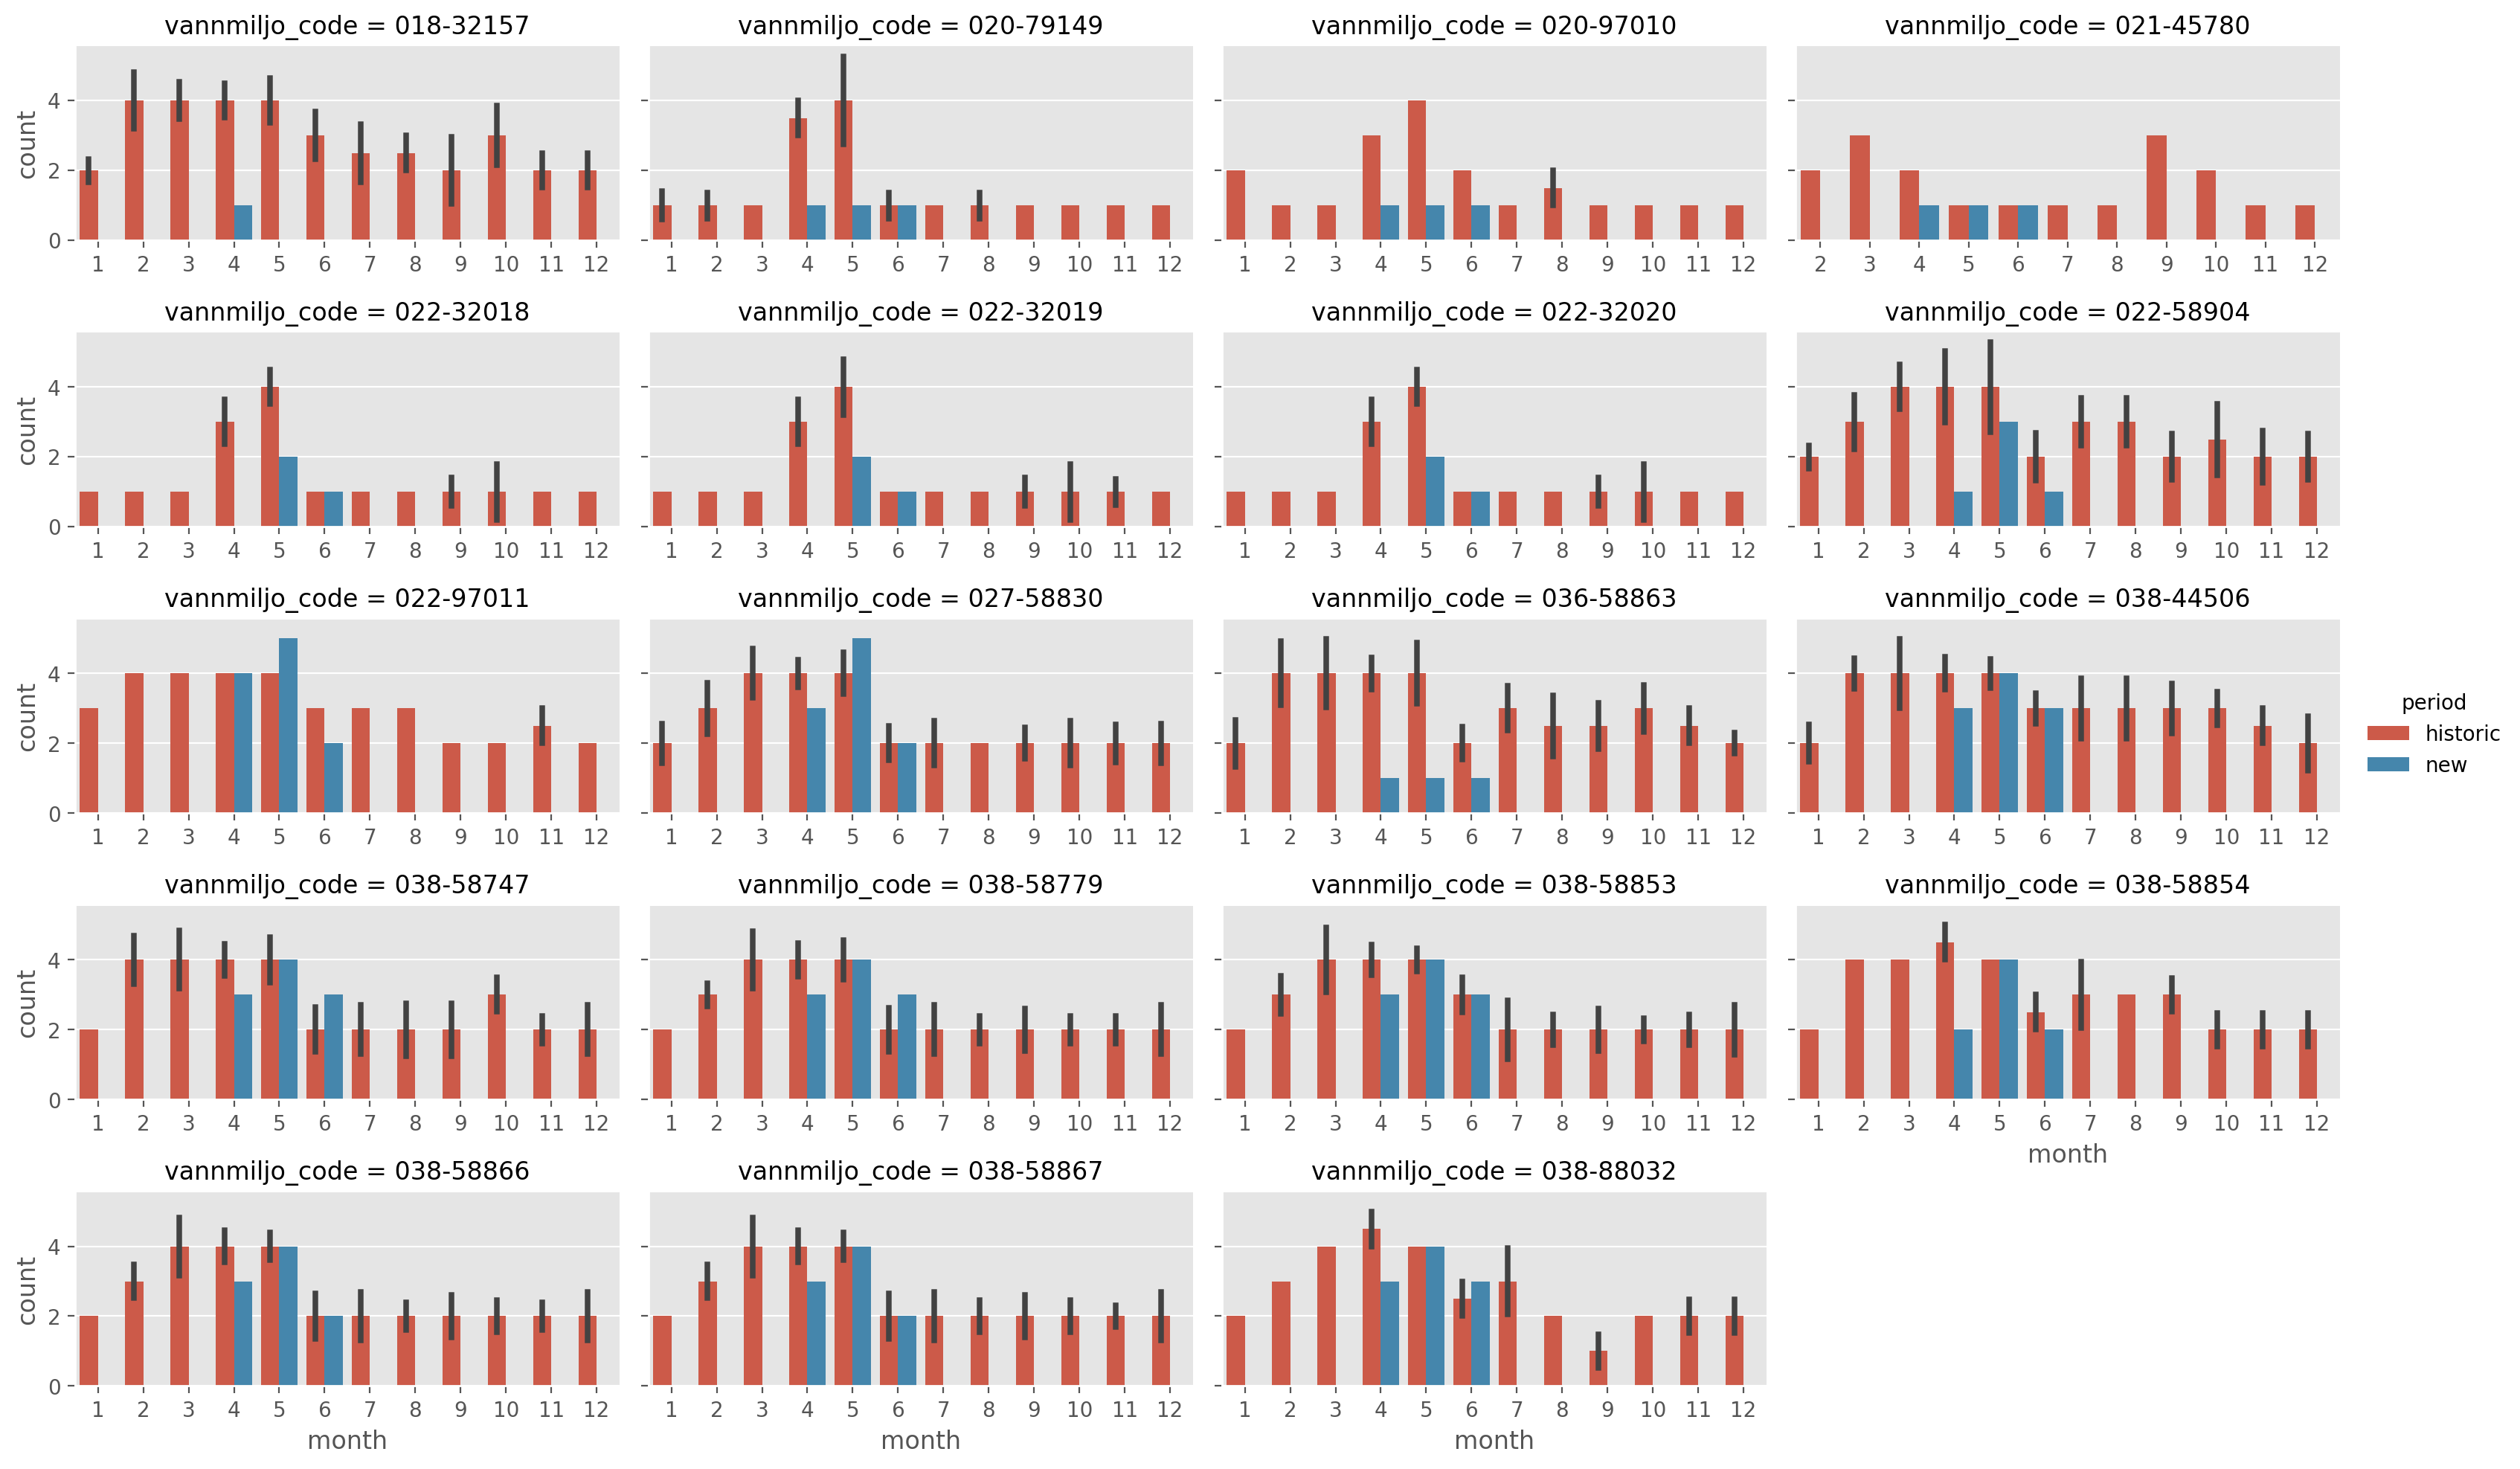 vannmiljo_code = 018-32157
vannmiljo_code = 020-79149
vannmiljo_code = 020-97010
vannmiljo_code = 021-45780
count
4
2
0
1 2 3 4 5 6 7 8 9 10 11 12
1 2 3 4 5 6 7 8 9 10 11 12
1 2 3 4 5 6 7 8 9 10 11 12
2 3 4 5 6 7 8 9 10 11 12
vannmiljo_code = 022-32018
vannmiljo_code = 022-32019
vannmiljo_code = 022-32020
vannmiljo_code = 022-58904
count
4
2
0
1 2 3 4 5 6 7 8 9 10 11 12
1 2 3 4 5 6 7 8 9 10 11 12
1 2 3 4 5 6 7 8 9 10 11 12
1 2 3 4 5 6 7 8 9 10 11 12
vannmiljo_code = 022-97011
vannmiljo_code = 027-58830
vannmiljo_code = 036-58863
vannmiljo_code = 038-44506
count
4
2
0
1 2 3 4 5 6 7 8 9 10 11 12
1 2 3 4 5 6 7 8 9 10 11 12
1 2 3 4 5 6 7 8 9 10 11 12
1 2 3 4 5 6 7 8 9 10 11 12
period
historic
new
vannmiljo_code = 038-58747
vannmiljo_code = 038-58779
vannmiljo_code = 038-58853
vannmiljo_code = 038-58854
count
4
2
0
1 2 3 4 5 6 7 8 9 10 11 12
1 2 3 4 5 6 7 8 9 10 11 12
1 2 3 4 5 6 7 8 9 10 11 12
1 2 3 4 5 6 7 8 9 10 11 12
month
vannmiljo_code = 038-58866
vannmiljo_code = 038-58867
vannmiljo_code = 038-88032
count
4
2
0
1 2 3 4 5 6 7 8 9 10 11 12
1 2 3 4 5 6 7 8 9 10 11 12
1 2 3 4 5 6 7 8 9 10 11 12
month
month
month